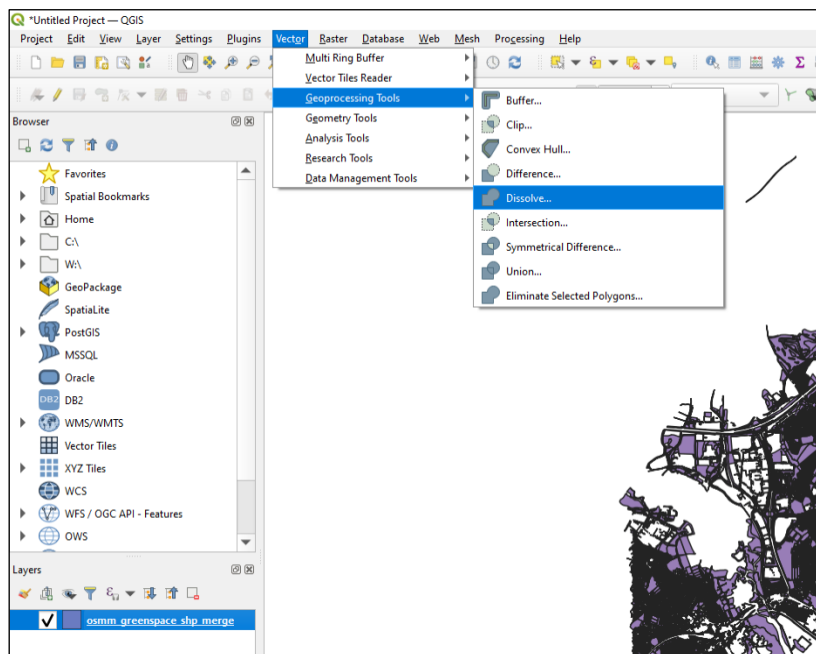 *Untitled Project — QGIS
Project Edit View Layer Settings Plugins Vector Raster Database Web Mesh Processing Help
Multi Ring Buffer
Vector Tiles Reader
Geoprocessing Tools
Geometry Tools
Analysis Tools
Research Tools
Data Management Tools
Buffer...
Clip...
Convex Hull...
Difference...
Dissolve...
Intersection...
Symmetrical Difference...
Union...
Eliminate Selected Polygons...
Browser
Favorites
Spatial Bookmarks
Home
C:\
W:\
GeoPackage
SpatiaLite
PostGIS
MSSQL
Oracle
DB2 DB2
WMS/WMTS
Vector Tiles
XYZ Tiles
WCS
WFS / OGC API - Features
OWS
Layers
osmm_greenspace_shp_merge